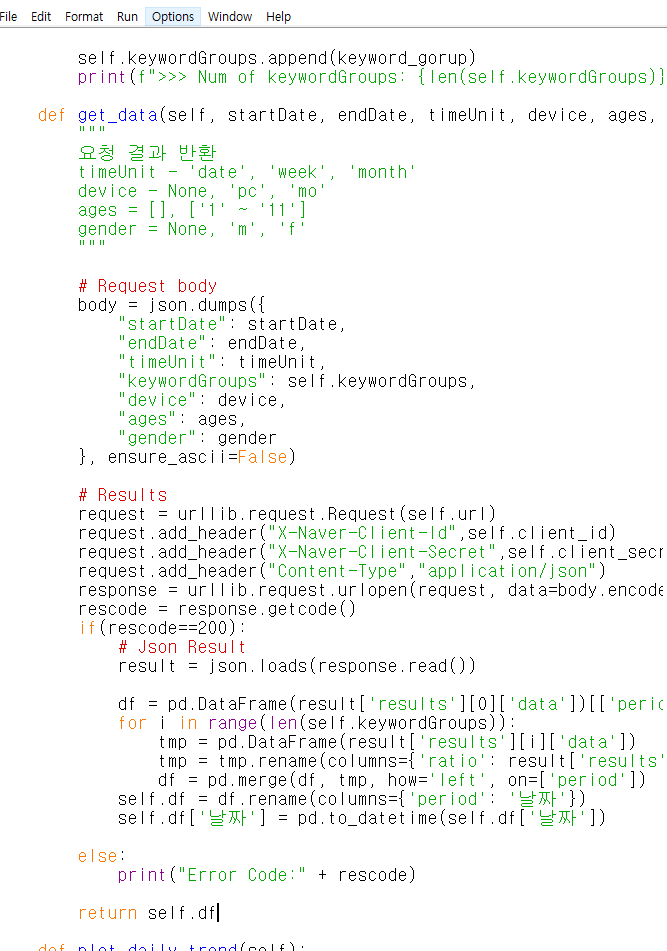 File Edit Format Run Options Window Help
self.keywordGroups.append(keyword_gorup)
print(f">>> Num of keywordGroups: {len(self.keywordGroups)}
def get_data(self, startDate, endDate, timeUnit, device, ages,
"""
요청 결과 반환
timeUnit - 'date', 'week', 'month'
device - None, 'pc', 'mo'
ages = [], ['1' ~ '11']
gender = None, 'm', 'f'
"""
# Request body
body = json.dumps({
"startDate": startDate,
"endDate": endDate,
"timeUnit": timeUnit,
"keywordGroups": self.keywordGroups,
"device": device,
"ages": ages,
"gender": gender
}, ensure_ascii=False)
# Results
request = urllib.request.Request(self.url)
request.add_header("X-Naver-Client-Id",self.client_id)
request.add_header("X-Naver-Client-Secret",self.client_secr
request.add_header("Content-Type","application/json")
response = urllib.request.urlopen(request, data=body.encode
rescode = response.getcode()
if(rescode==200):
# Json Result
result = json.loads(response.read())
df = pd.DataFrame(result['results'][0]['data'])[['perio
for i in range(len(self.keywordGroups)):
tmp = pd.DataFrame(result['results'][i]['data'])
tmp = tmp.rename(columns={'ratio': result['results'
df = pd.merge(df, tmp, how='left', on=['period'])
self.df = df.rename(columns={'period': '날짜'})
self.df['날짜'] = pd.to_datetime(self.df['날짜'])
else:
print("Error Code:" + rescode)
return self.df
def plot_daily_trend(self):